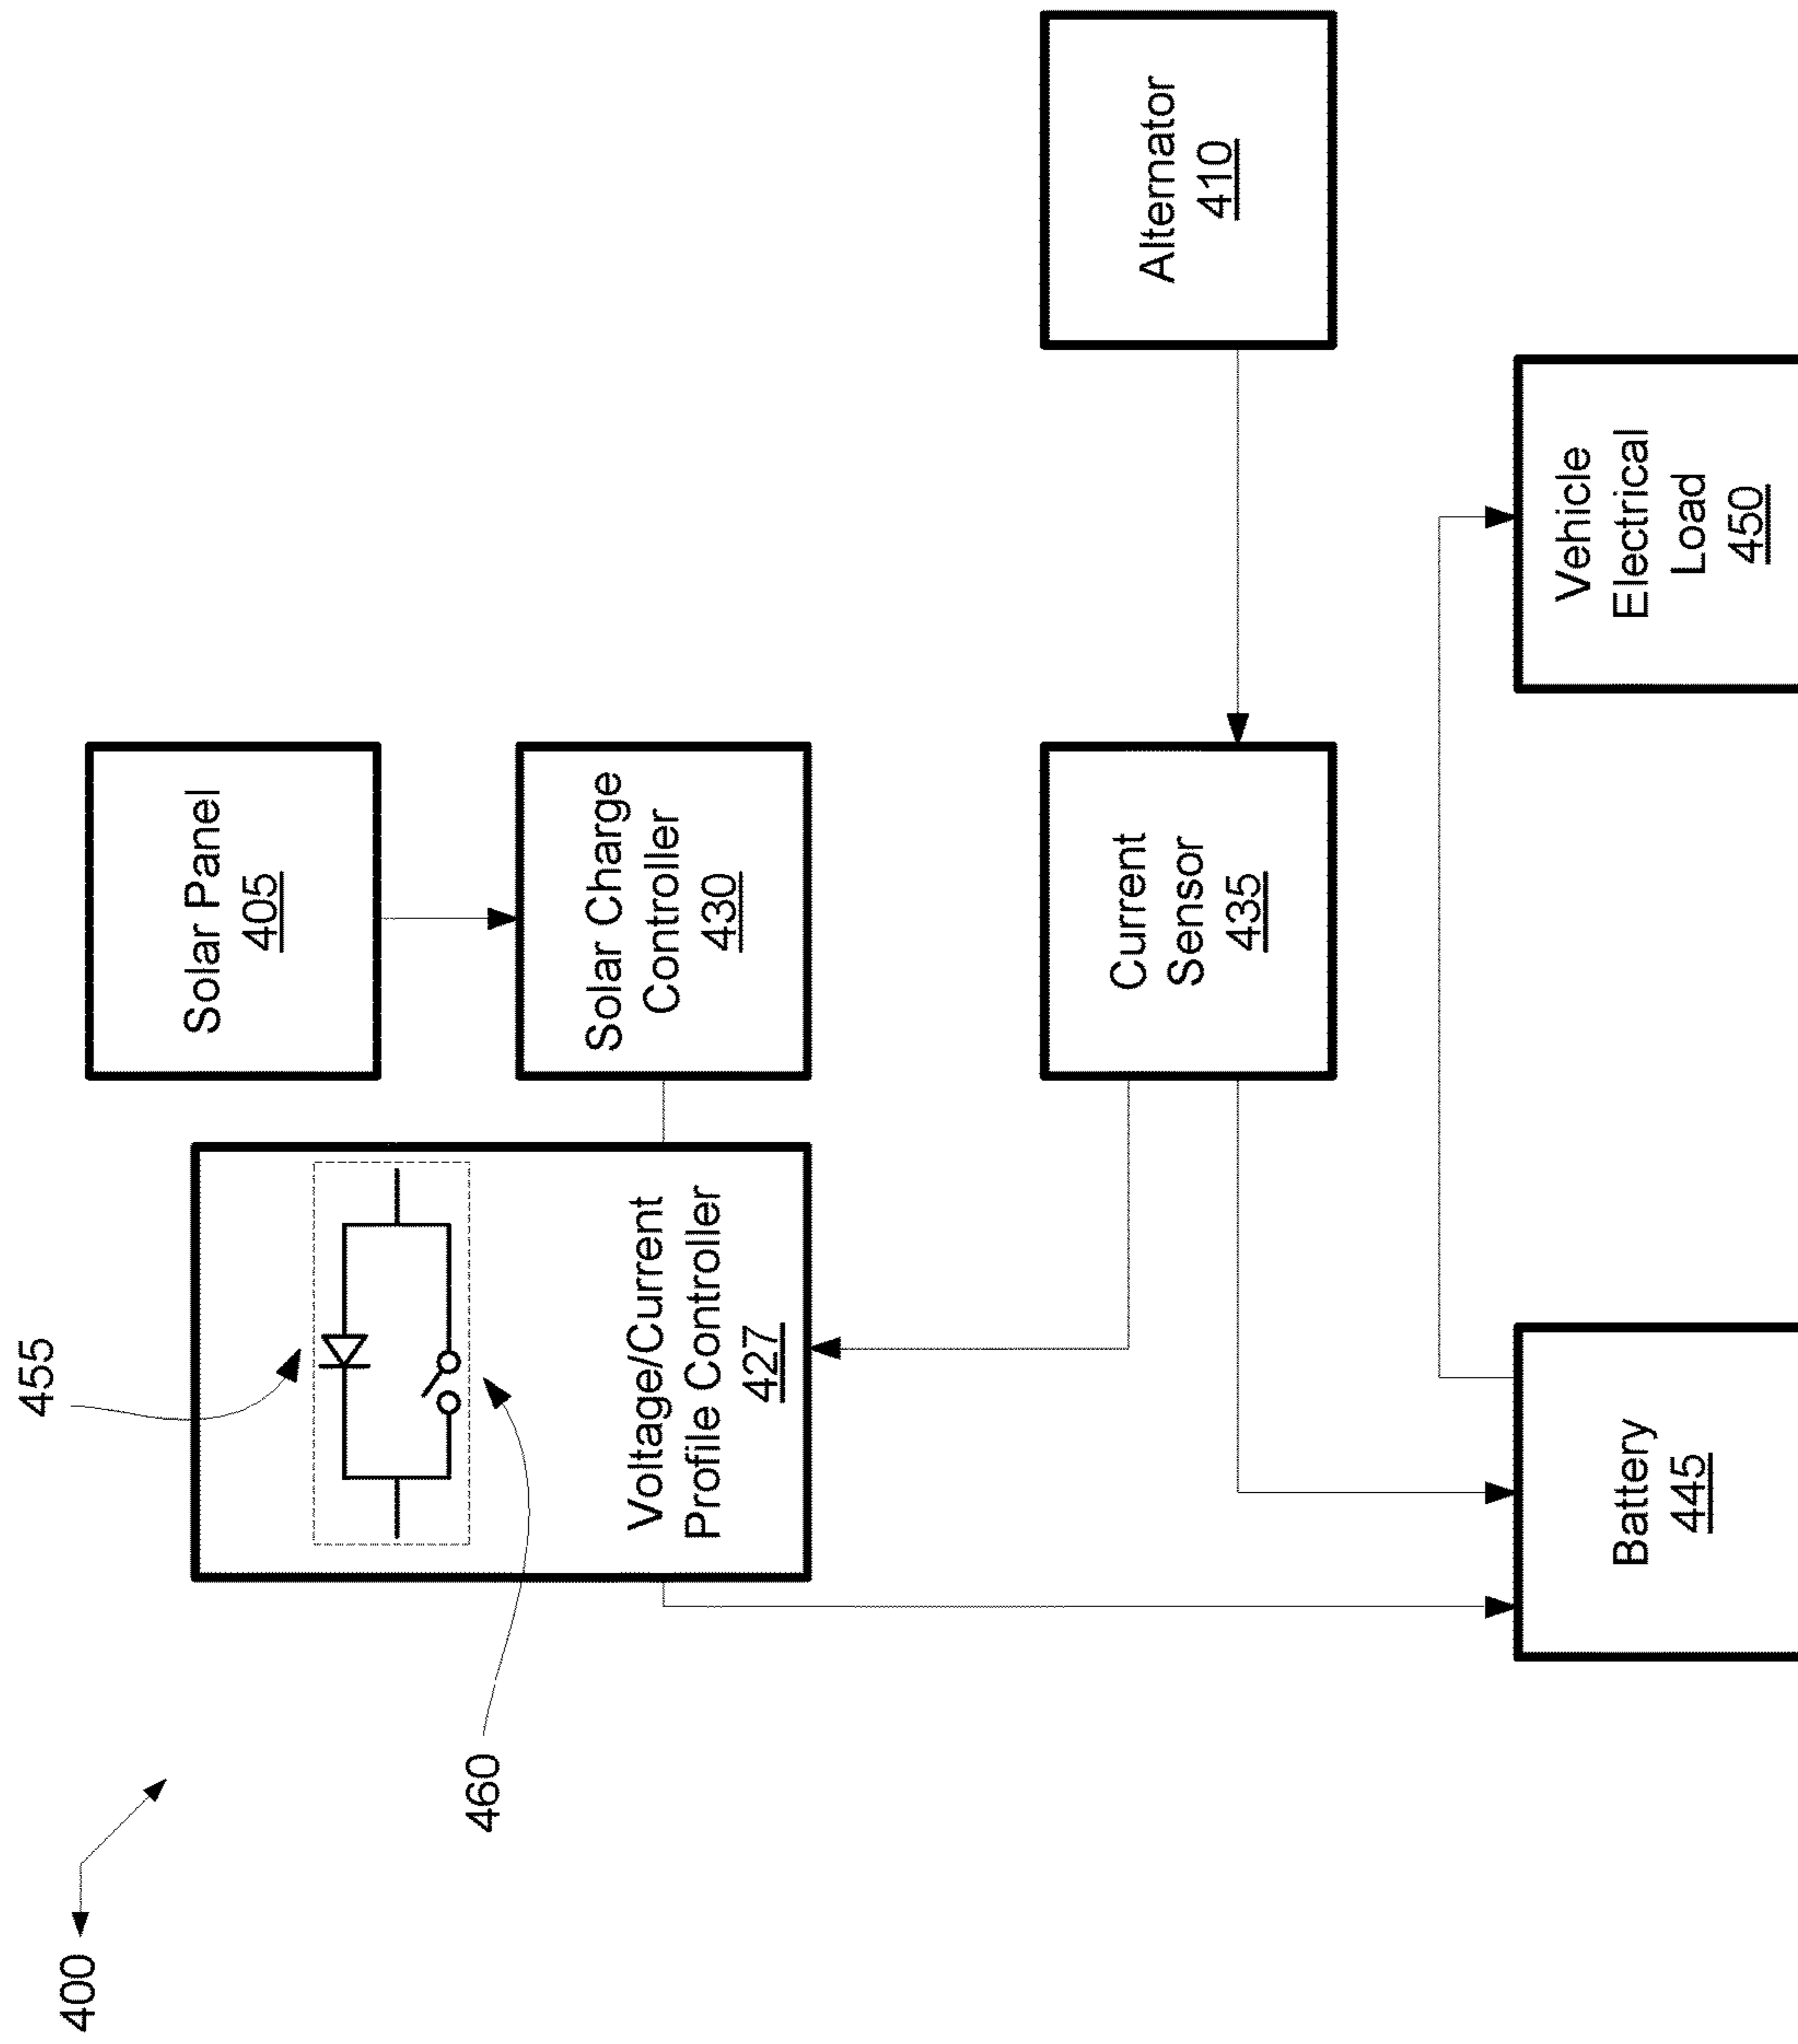 400
455
460
Solar Panel
405
Voltage/Current
Profile Controller
427
Solar Charge
Controller
430
Current
Sensor
435
Alternator
410
Battery
445
Vehicle
Electrical
Load
450